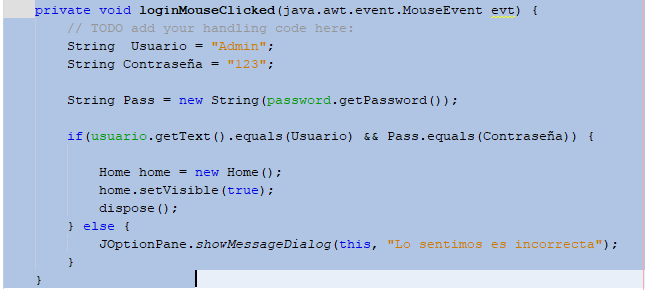 private void loginMouseClicked(java.awt.event.MouseEvent evt) {
// TODO add your handling code here:
String  Usuario = "Admin";
String Contraseña = "123";
String Pass = new String(password.getPassword());
if(usuario.getText().equals(Usuario) && Pass.equals(Contraseña)) {
Home home = new Home();
home.setVisible(true);
dispose();
} else {
JOptionPane.showMessageDialog(this, "Lo sentimos es incorrecta");
}
}